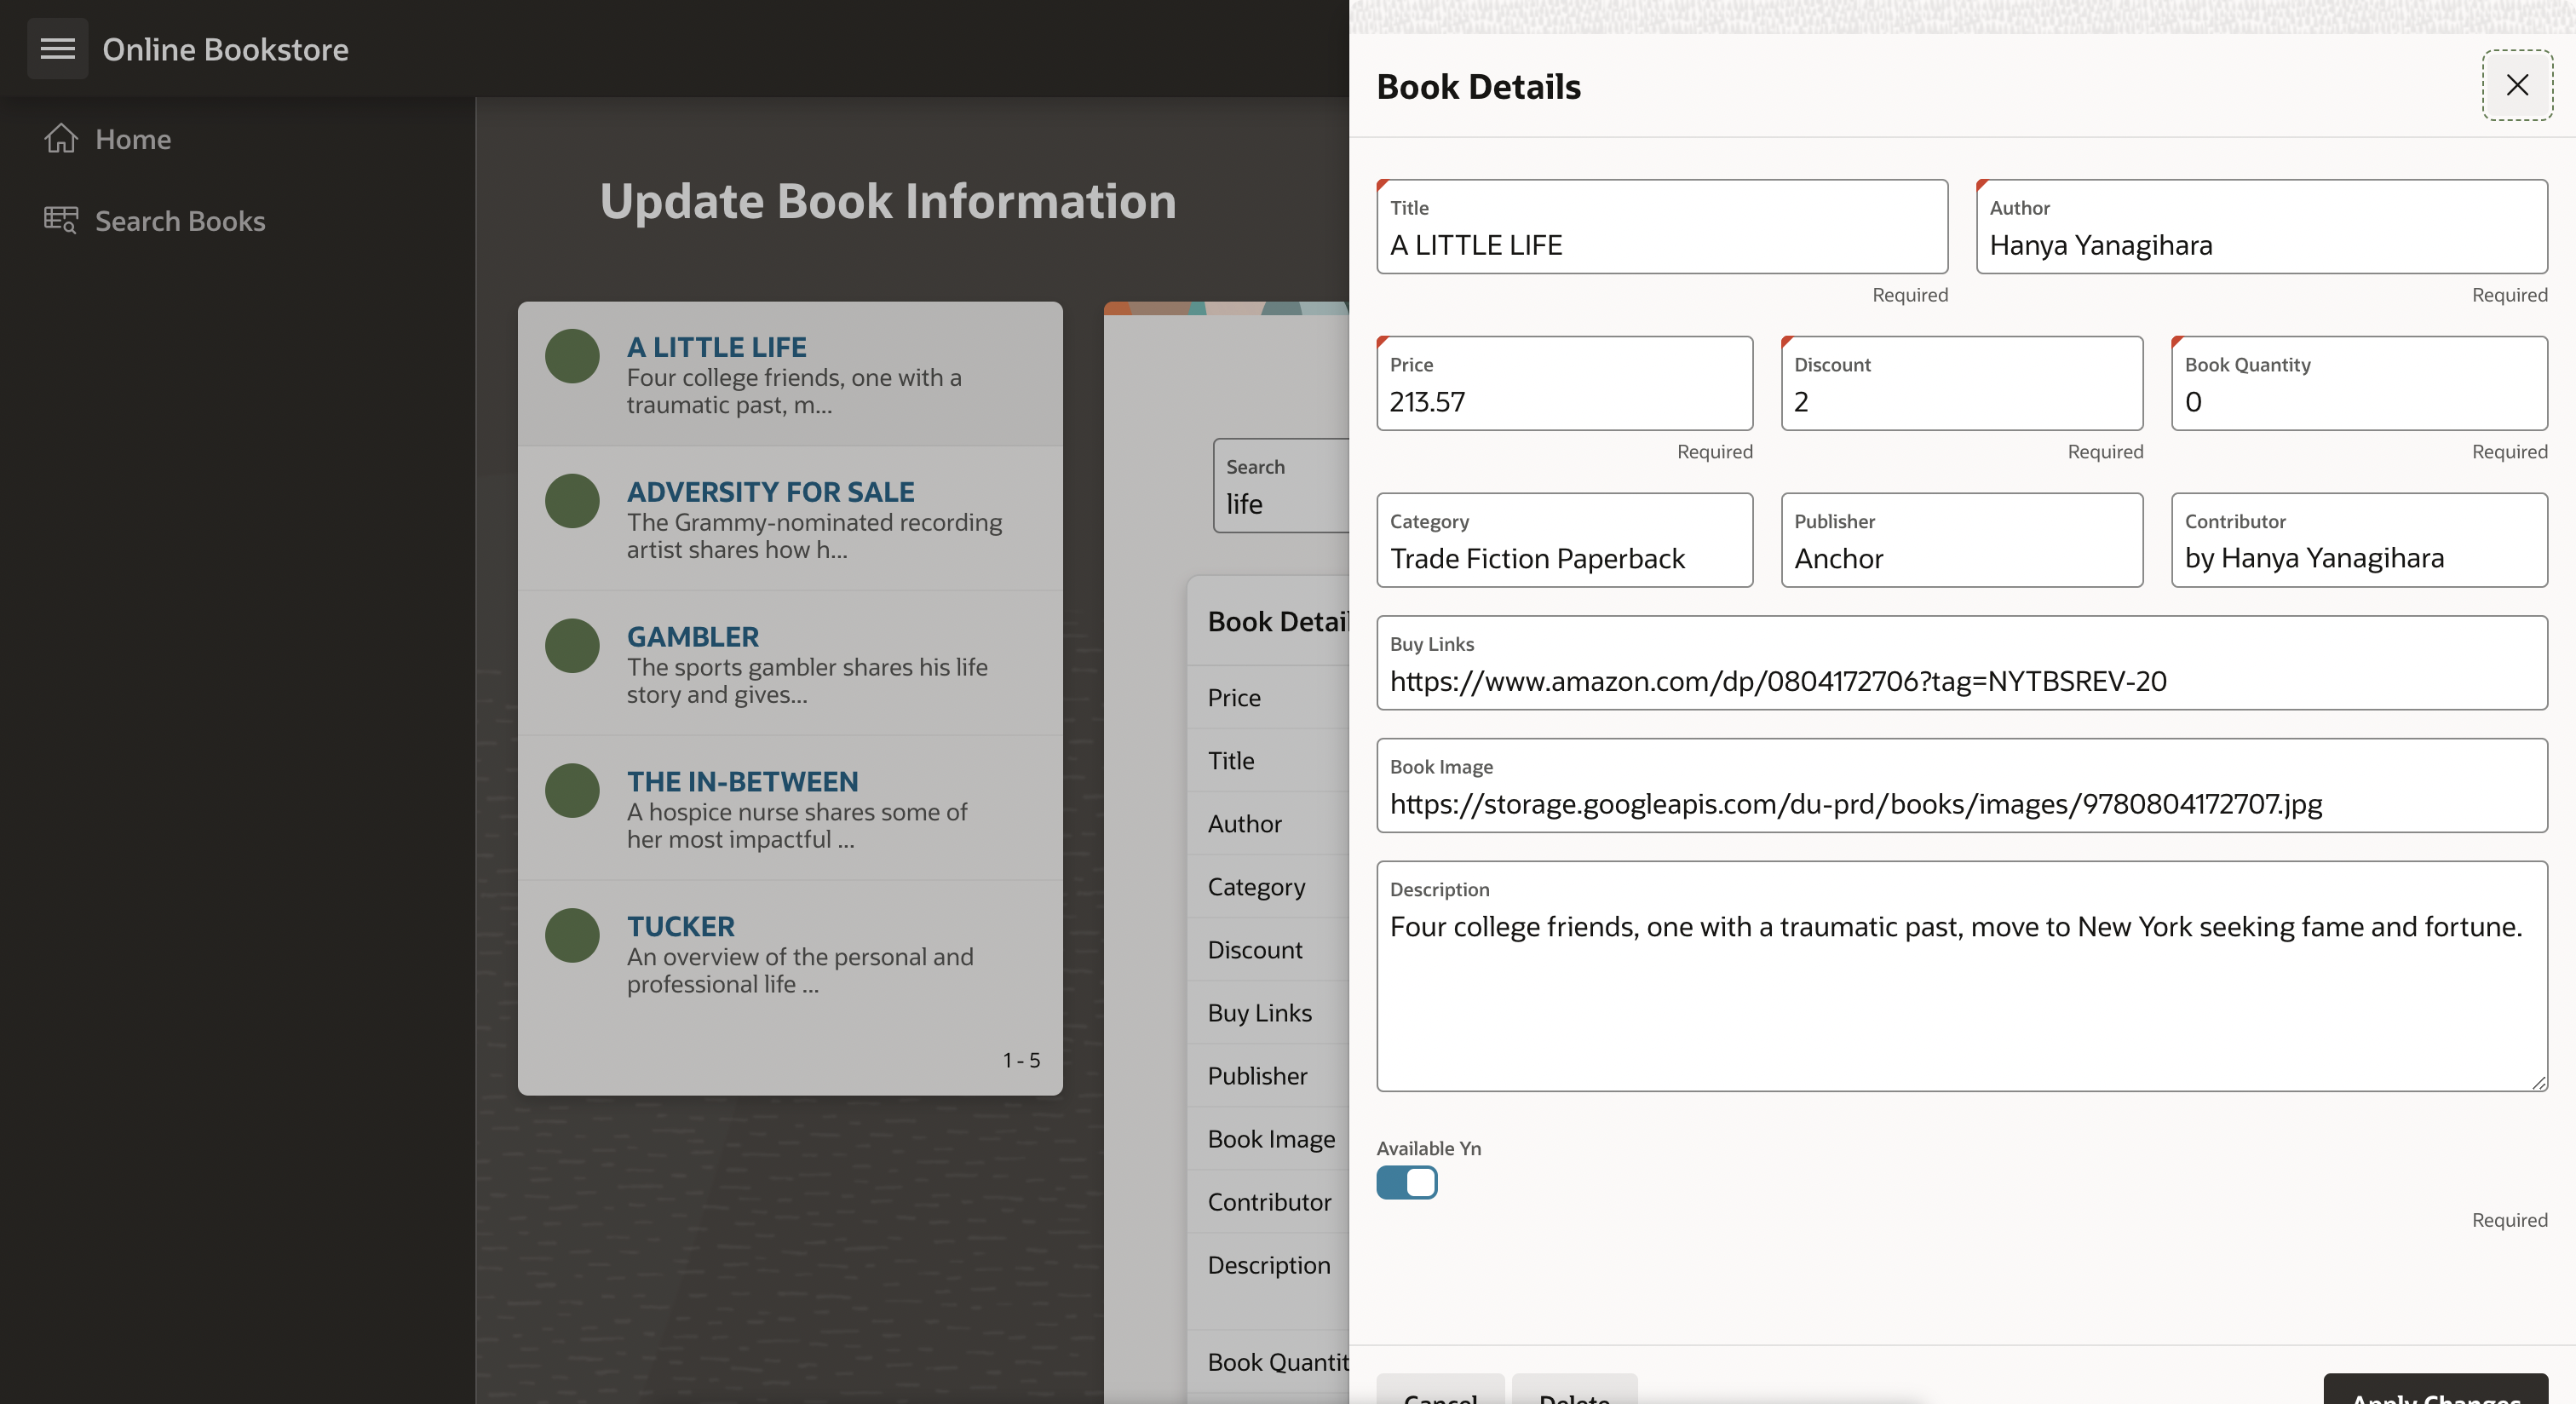 Online Bookstore
Home
Search Books
Update Book Information
A LITTLE LIFE
Four college friends, one with a
traumatic past, m...
ADVERSITY FOR SALE
The Grammy-nominated recording
artist shares how h...
GAMBLER
The sports gambler shares his life
story and gives...
THE IN-BETWEEN
A hospice nurse shares some of
her most impactful ...
TUCKER
An overview of the personal and
professional life ...
1 - 5
Search
life
Book Detail
Price
Title
Author
Category
Discount
Buy Links
Publisher
Book Image
Contributor
Description
Book Quantit
Book Details
Title
A LITTLE LIFE
Required
Author
Hanya Yanagihara
Required
Price
213.57
Required
Discount
2
Required
Book Quantity
0
Required
Category
Trade Fiction Paperback
Publisher
Anchor
Contributor
by Hanya Yanagihara
Buy Links
https://www.amazon.com/dp/0804172706?tag=NYTBSREV-20
Book Image
https://storage.googleapis.com/du-prd/books/images/9780804172707.jpg
Description
Four college friends, one with a traumatic past, move to New York seeking fame and fortune.
Available Yn
Required
Cancel
Delete
Apply Changes